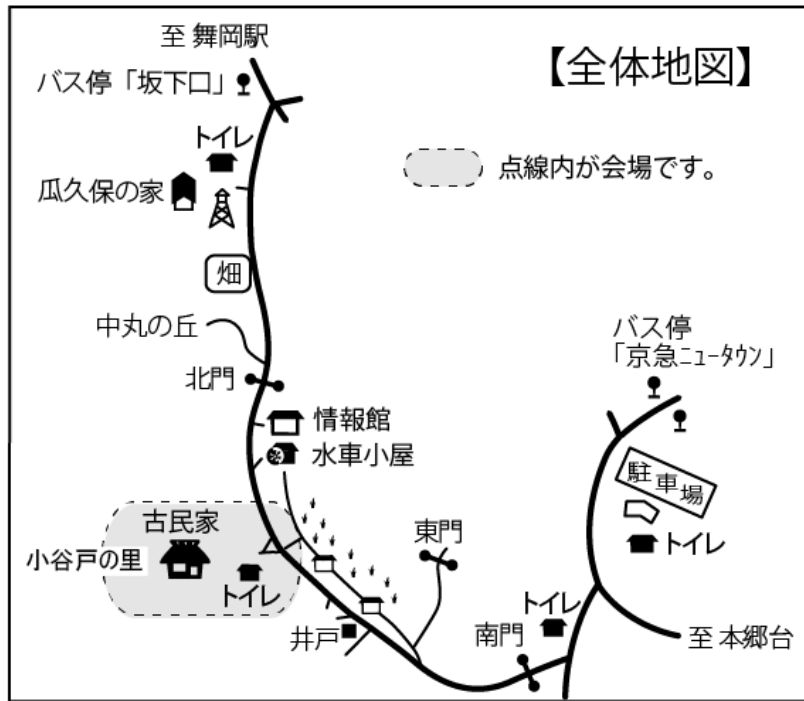 至 舞岡駅
【全体地図】
バス停「坂下口」
トイレ
点線内が会場です。
瓜久保の家
畑
中丸の丘
バス停
「京急ﾆｭｰﾀｳﾝ」
北門
情報館
水車小屋
駐車場
古民家
東門
トイレ
小谷戸の里
トイレ
トイレ
井戸
南門
至 本郷台